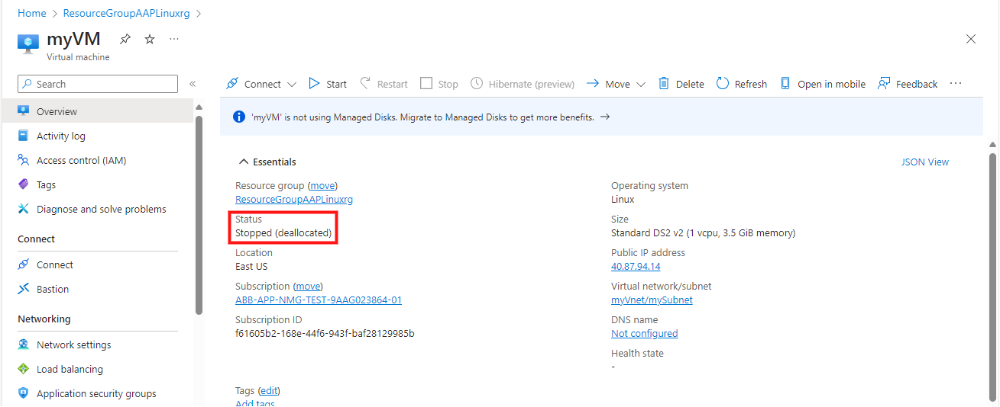 Home > ResourceGroupAAPLinuxrg >
myVM
Virtual machine
Search
Overview
Activity log
Access control (IAM)
Tags
Diagnose and solve problems
Connect
Connect
Bastion
Networking
Network settings
Load balancing
Application security groups
Connect Start Restart Stop Hibernate (preview) Move Delete Refresh Open in mobile Feedback
'myVM' is not using Managed Disks. Migrate to Managed Disks to get more benefits. →
Essentials
JSON View
Resource group (move)
ResourceGroupAAPLinuxrg
Status
Stopped (deallocated)
Location
East US
Subscription (move)
ABB-APP-NMG-TEST-9AAG023864-01
Subscription ID
f61605b2-168e-44f6-943f-baf28129985b
Operating system
Linux
Size
Standard DS2 v2 (1 vcpu, 3.5 GiB memory)
Public IP address
40.87.94.14
Virtual network/subnet
myVnet/mySubnet
DNS name
Not configured
Health state
-
Tags (edit)
Add tags